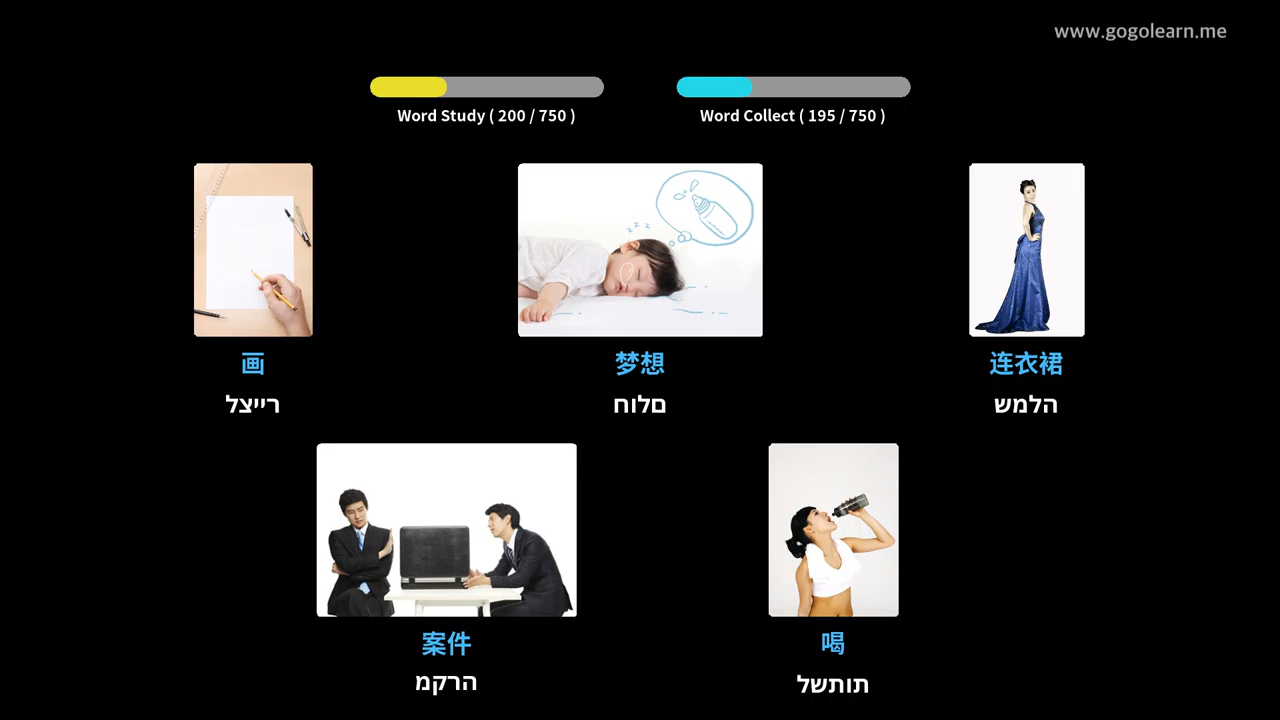 www.gogolearn.me
Word Study ( 200 / 750 )
Word Collect ( 195 / 750 )
画
לצייר
梦想
חולם
连衣裙
שמלה
案件
מקרה
喝
לשתות